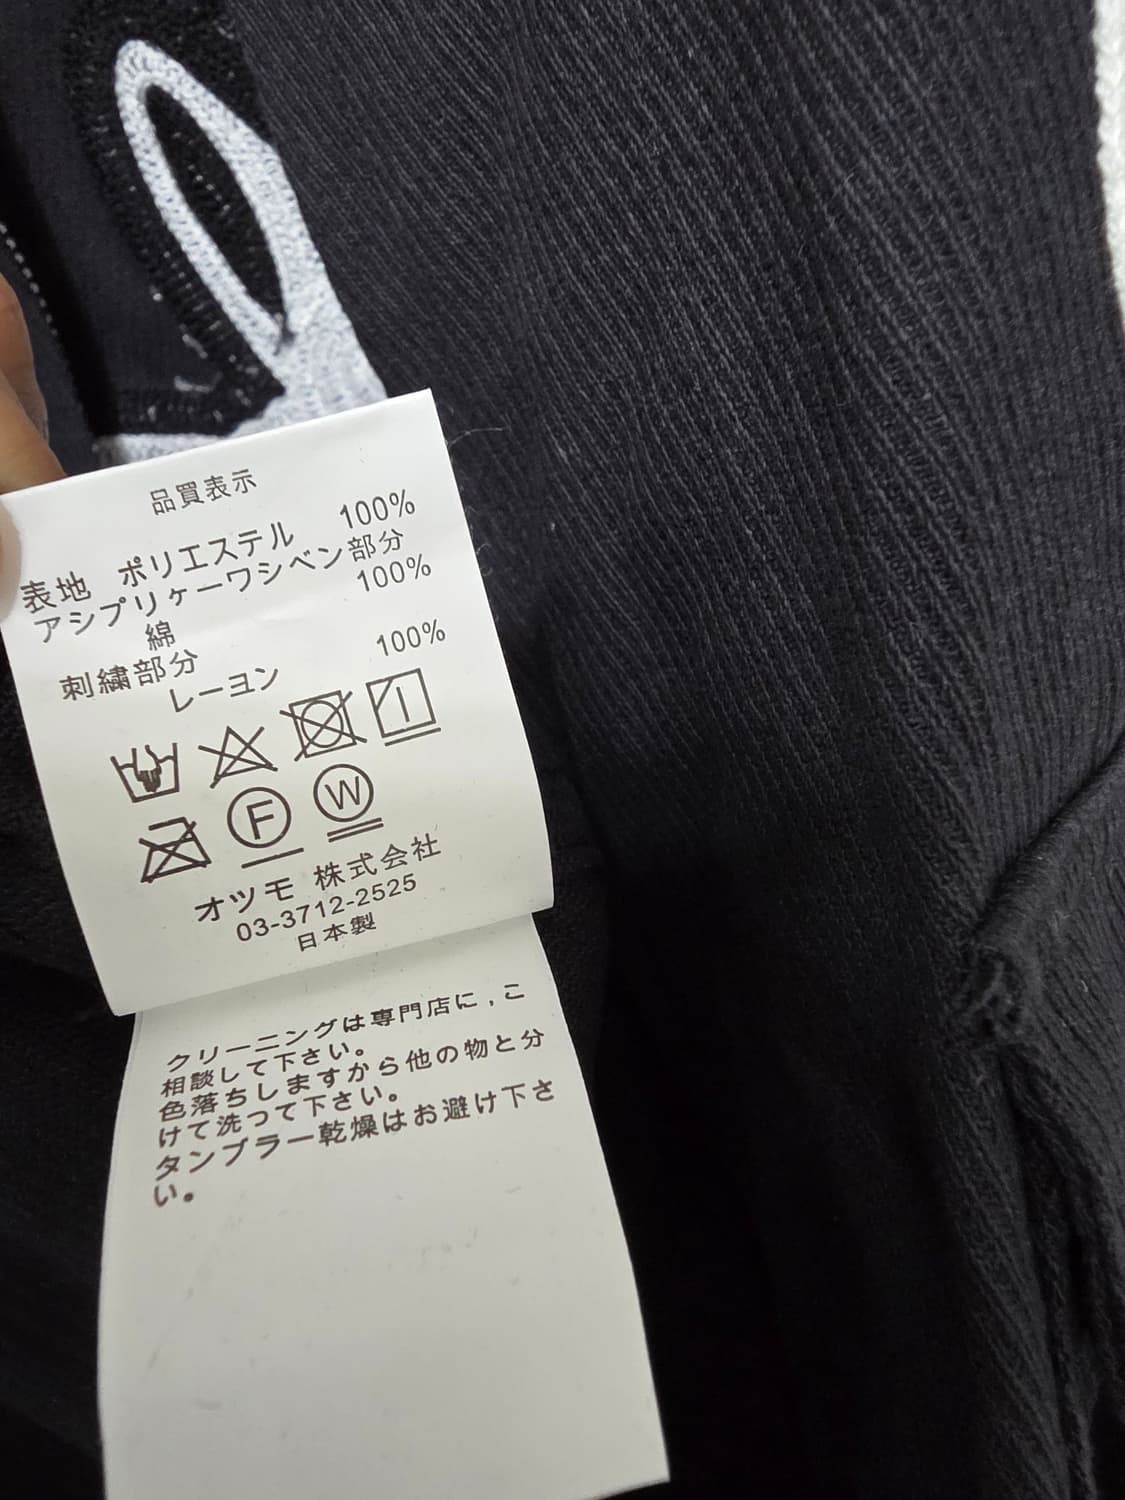 品買表示
表地 ポリエステル 100%
アシプリヶーワシベン部分
綿 100%
刺繍部分
レーヨン 100%
F W
オツモ 株式会社
03-3712-2525
日本製
クリーニングは専門店に,こ
相談して下さい。
色落ちしますから他の物と分
けて洗つて下さい。
タンブラー乾燥はお避け下さ
い。